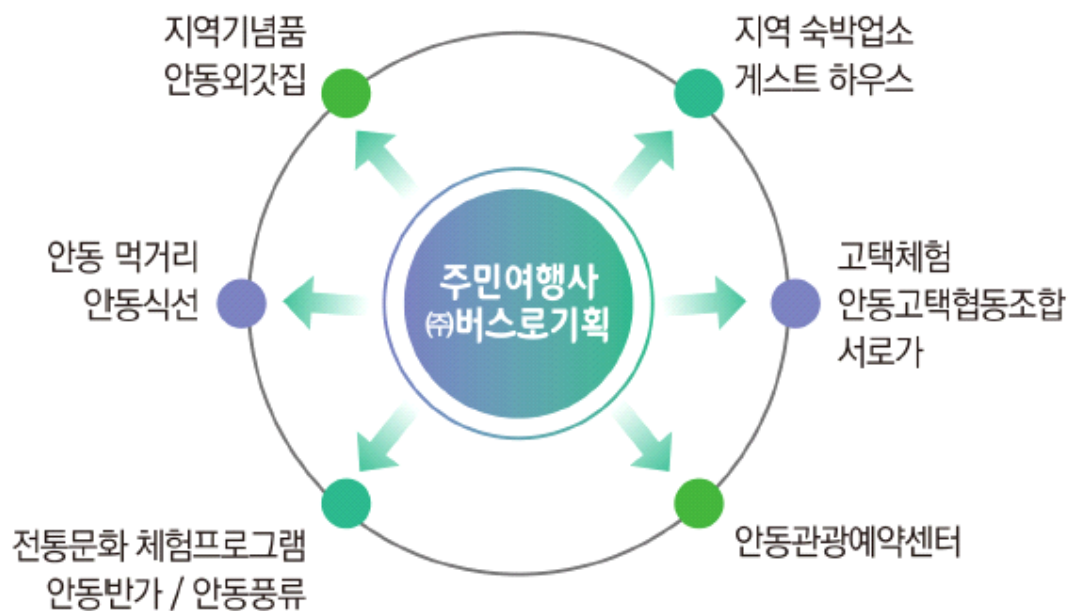 지역기념품
안동외갓집
지역 숙박업소
게스트 하우스
안동 먹거리
안동식선
주민여행사
㈜버스로기획
고택체험
안동고택협동조합
서로가
전통문화 체험프로그램
안동반가 / 안동풍류
안동관광예약센터